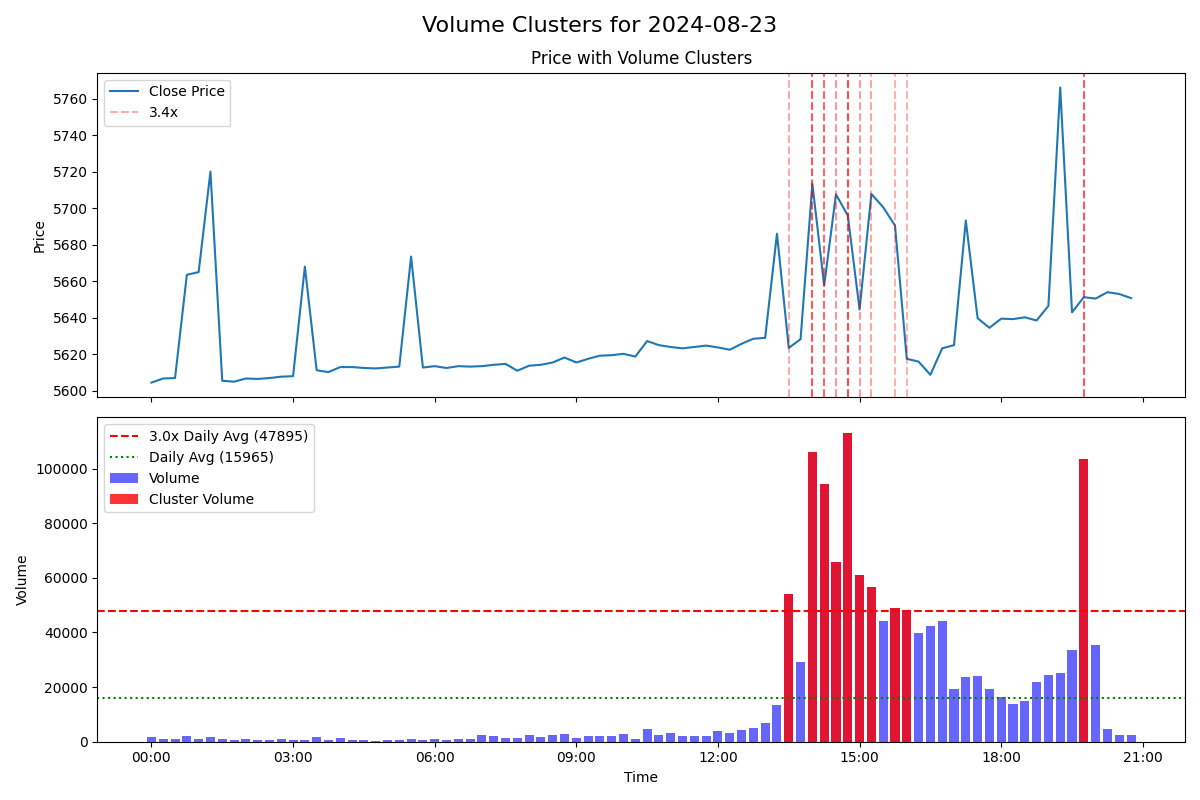 Volume Clusters for 2024-08-23
Price with Volume Clusters
Close Price
3.4x
Price
5760
5740
5720
5700
5680
5660
5640
5620
5600
3.0x Daily Avg (47895)
Daily Avg (15965)
Volume
Cluster Volume
Volume
100000
80000
60000
40000
20000
0
00:00 03:00 06:00 09:00 12:00 15:00 18:00 21:00
Time